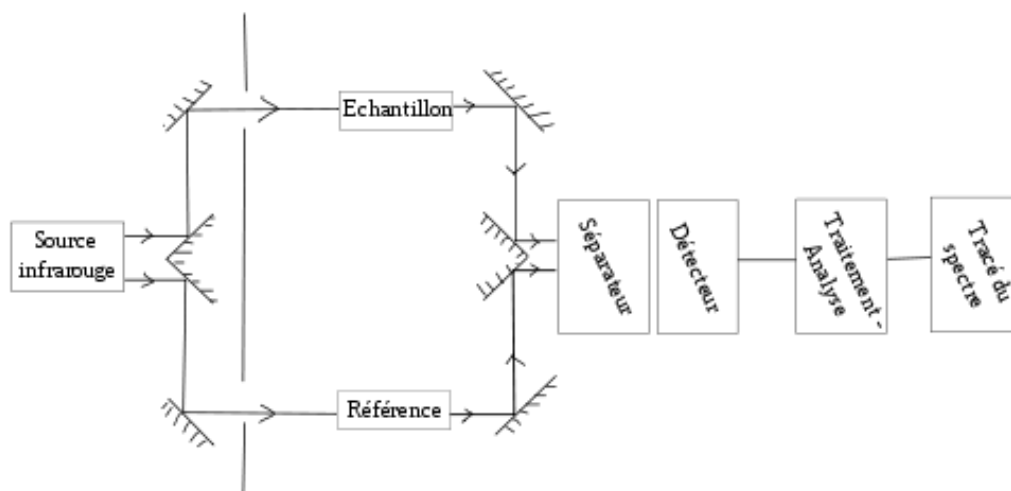 Echantillon
Source
infrarouge
Séparateur
Détecteur
Traitement -
Analyse
Tracé du
spectre
Référence